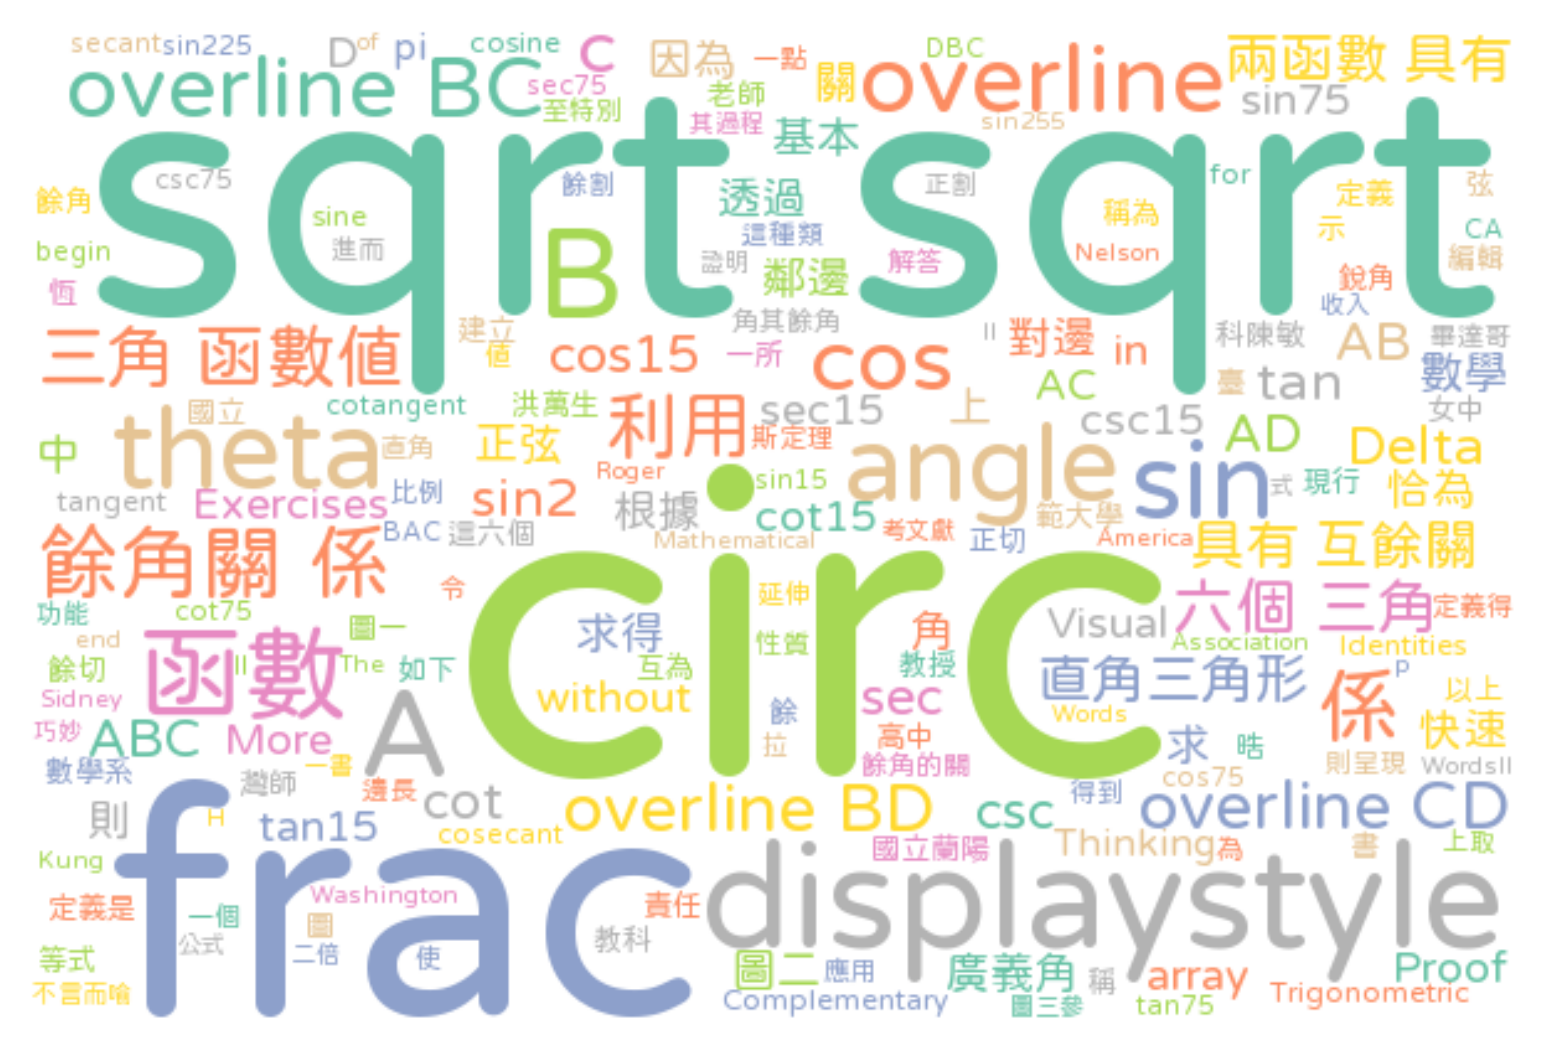 secant sin225 D of pi cosine C 因為 一點 DBC 兩函數 具有
overline BC sec75 老師 關 overline sin75
至特別 其過程 基本 sin255
sqrt sqrt
餘角 csc75 餘割 透過 正割 for 定義 弦
sine 這種類 稱為 示 CA
begin 進而 B 證明 鄰邊 解答 Nelson 編輯
恆 銳角
收入
三角 函數值 建立 角其餘角 II 對邊 in 科陳敏 AB 畢達哥
值 cos15 一所 cos 數學
AC 臺 tan
國立 cotangent 洪萬生 利用 sec15 上 csc15 女中
theta 直角 正弦 斯定理 angle AD Delta
中 Roger sin15 sin 式 現行 恰為
tangent Exercises 比例 sin2 根據 cot15 範大學
餘角關 係 BAC 這六個 Mathematical 考文獻 正切 America 具有 互餘關
令 circ
功能 cot75 延伸 六個 三角 定義得
end 圖一 求得 角 Visual Association Identities
函數 性質
餘切 II The 如下 互為 教授 直角三角形 p
Sidney without sec 係 以上
巧妙 ABC More A 餘 Words 快速
拉 高中 求 晧
數學系 一書 餘角的關 則呈現 WordsII
灣師 邊長 cot cos75
則 H tan15 overline BD csc 得到 overline CD
cosecant
Kung frac 國立蘭陽 Thinking 為 書 上取
定義是 Washington 責任 displaystyle
一個 圖
公式 教科
等式 二倍 使 圖二 應用 廣義角 稱 array Proof
不言而喻 Complementary 圖三參 tan75 Trigonometric